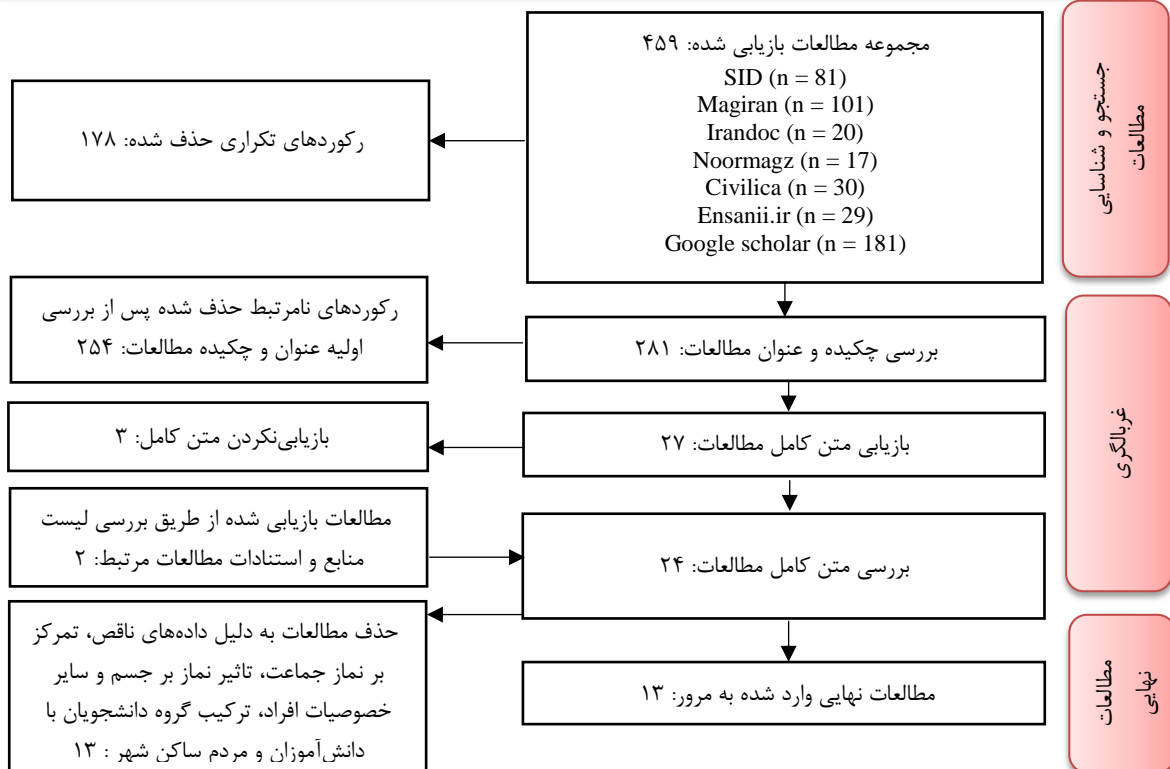 جستجو و شناسایی
مطالعات
مجموعه مطالعات بازیابی شده: ۴۵۹
SID (n = 81)
Magiran (n = 101)
Irandoc (n = 20)
Noormagz (n = 17)
Civilica (n = 30)
Ensanii.ir (n = 29)
Google scholar (n = 181)
رکوردهای تکراری حذف شده: ۱۷۸
غربالگری
بررسی چکیده و عنوان مطالعات: ۲۸۱
رکوردهای نامرتبط حذف شده پس از بررسی
اولیه عنوان و چکیده مطالعات: ۲۵۴
بازیابی متن کامل مطالعات: ۲۷
بازیابی‌نکردن متن کامل: ۳
بررسی متن کامل مطالعات: ۲۴
مطالعات بازیابی شده از طریق بررسی لیست
منابع و استنادات مطالعات مرتبط: ۲
حذف مطالعات به دلیل داده‌های ناقص، تمرکز
بر نماز جماعت، تاثیر نماز بر جسم و سایر
خصوصیات افراد، ترکیب گروه دانشجویان با
دانش‌آموزان و مردم ساکن شهر : ۱۳
مطالعات
نهایی
مطالعات نهایی وارد شده به مرور: ۱۳